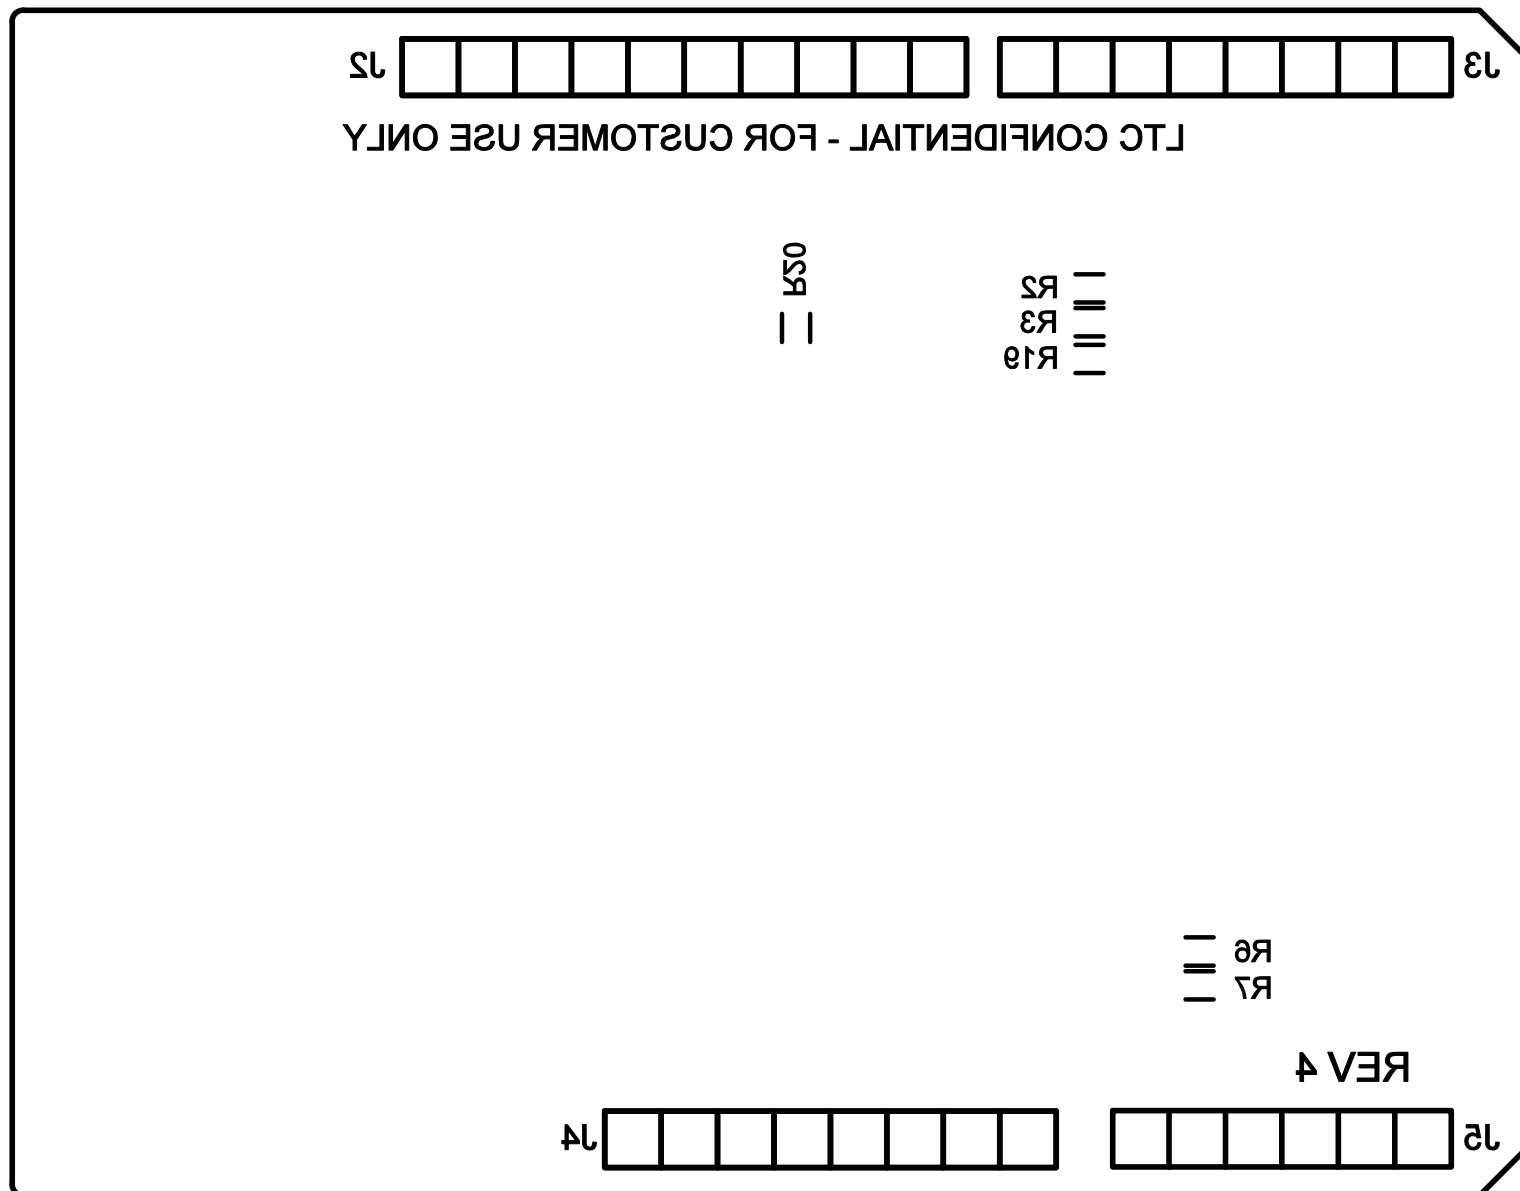 J2
J3
LTC CONFIDENTIAL - FOR CUSTOMER USE ONLY
R20
R2
R3
R19
R6
R7
REV 4
J4
J5